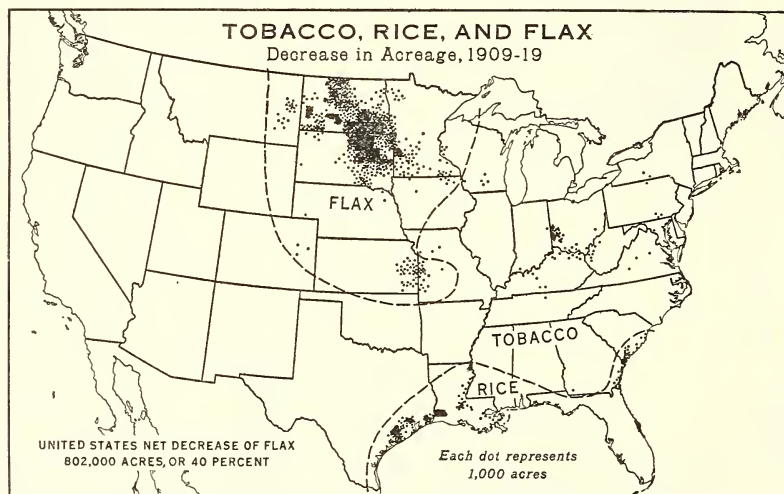 TOBACCO, RICE, AND FLAX
Decrease in Acreage, 1909-19
FLAX
TOBACCO
RICE
UNITED STATES NET DECREASE OF FLAX
802,000 ACRES, OR 40 PERCENT
Each dot represents
1,000 acres